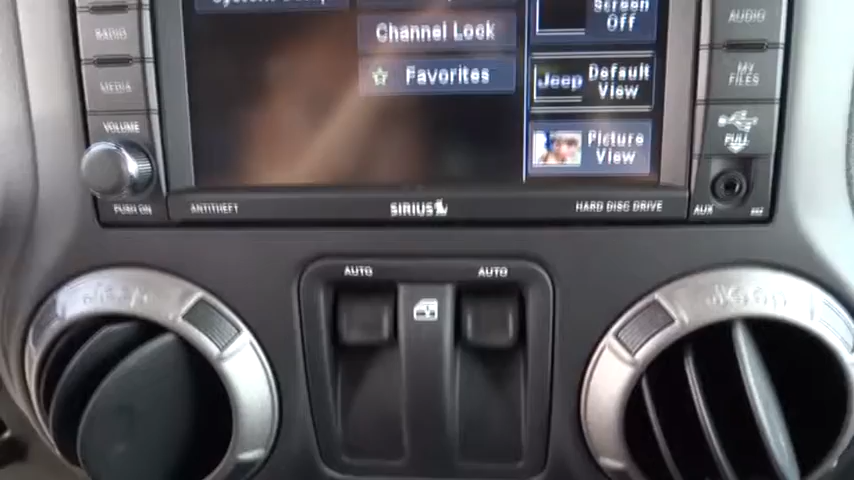 RADIO
MEDIA
VOLUME
PUSH ON
ANTITHEFT
Channel Lock
Favorites
Screen
Off
Jeep
Default
View
Picture
View
SIRIUS
HARD DISC DRIVE
AUDIO
MY
FILES
PULL
AUX
AUTO
AUTO